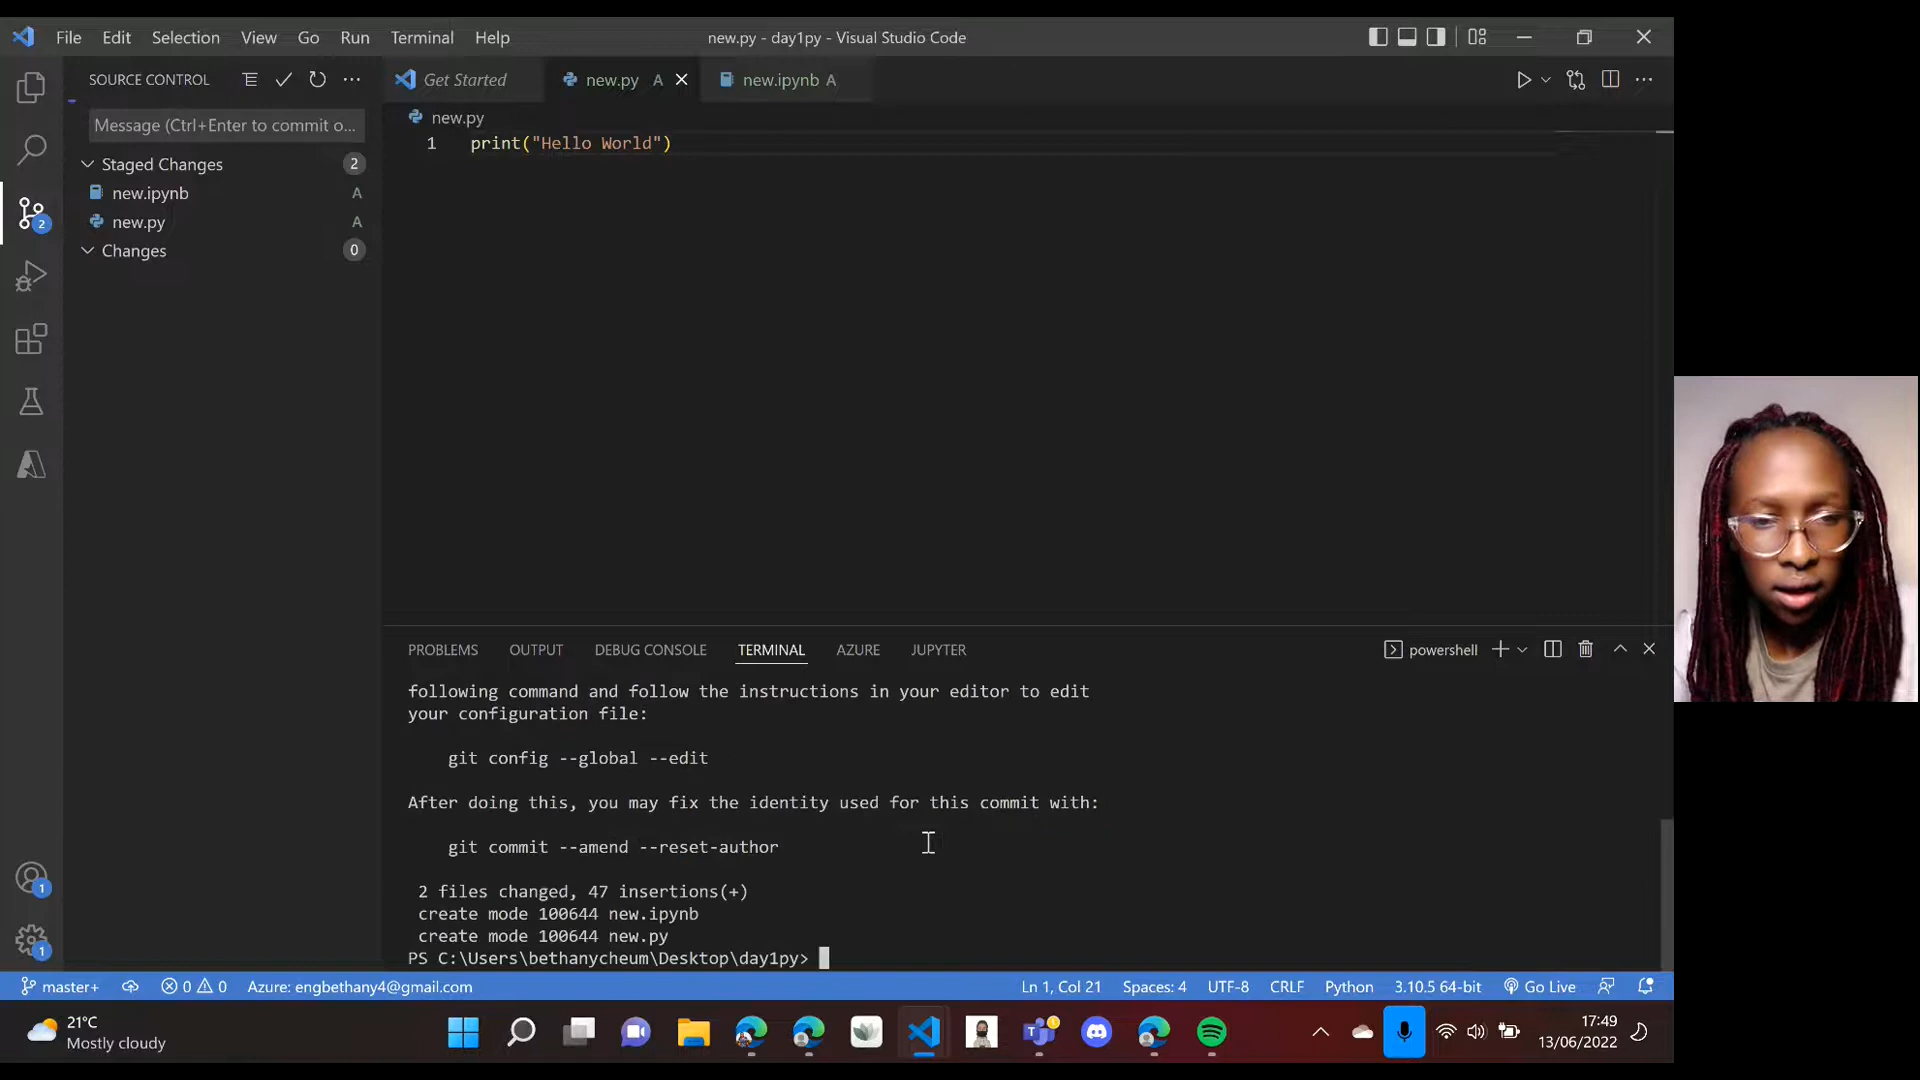 File Edit Selection View Go Run Terminal Help
new.py - day1py - Visual Studio Code
SOURCE CONTROL
Get Started
new.py A
new.ipynb A
Message (Ctrl+Enter to commit o...
new.py
1 print("Hello World")
Staged Changes 2
new.ipynb A
new.py A
2
Changes 0
PROBLEMS OUTPUT DEBUG CONSOLE TERMINAL AZURE JUPYTER
powershell
following command and follow the instructions in your editor to edit
your configuration file:
git config --global --edit
After doing this, you may fix the identity used for this commit with:
git commit --amend --reset-author
2 files changed, 47 insertions(+)
create mode 100644 new.ipynb
create mode 100644 new.py
PS C:\Users\bethanycheum\Desktop\day1py>
1
1
master+ 0 0 Azure: engbethany4@gmail.com Ln 1, Col 21 Spaces: 4 UTF-8 CRLF Python 3.10.5 64-bit Go Live
21°C
Mostly cloudy
17:49
13/06/2022